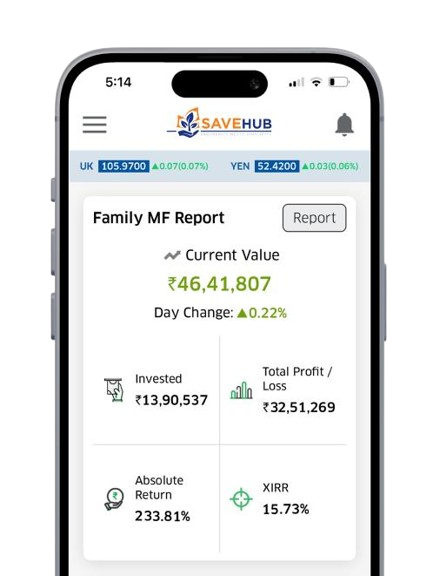 5:14
SAVEHUB
UK 105.9700 ▲0.07(0.07%) YEN 52.4200 ▲0.03(0.06%)
Family MF Report
Report
Current Value
₹46,41,807
Day Change: ▲0.22%
Invested
₹13,90,537
Total Profit /
Loss
₹32,51,269
Absolute
Return
233.81%
XIRR
15.73%